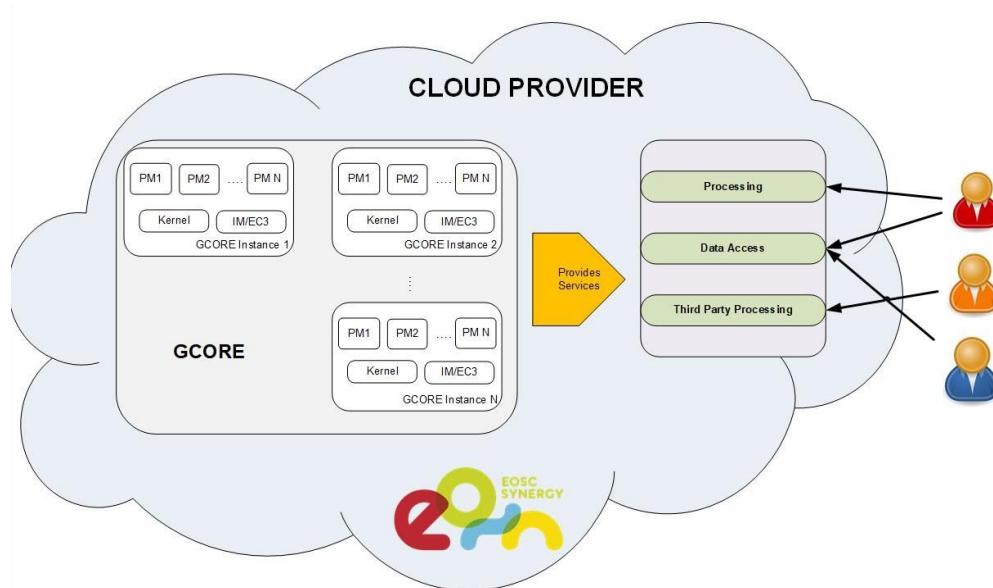 CLOUD PROVIDER
PM1 PM2 .... PM N
Kernel IM/EC3
GCORE Instance 1
PM1 PM2 .... PM N
Kernel IM/EC3
GCORE Instance 2
....
PM1 PM2 .... PM N
Kernel IM/EC3
GCORE Instance N
GCORE
Provides
Services
Processing
Data Access
Third Party Processing
EOSC
SYNERGY